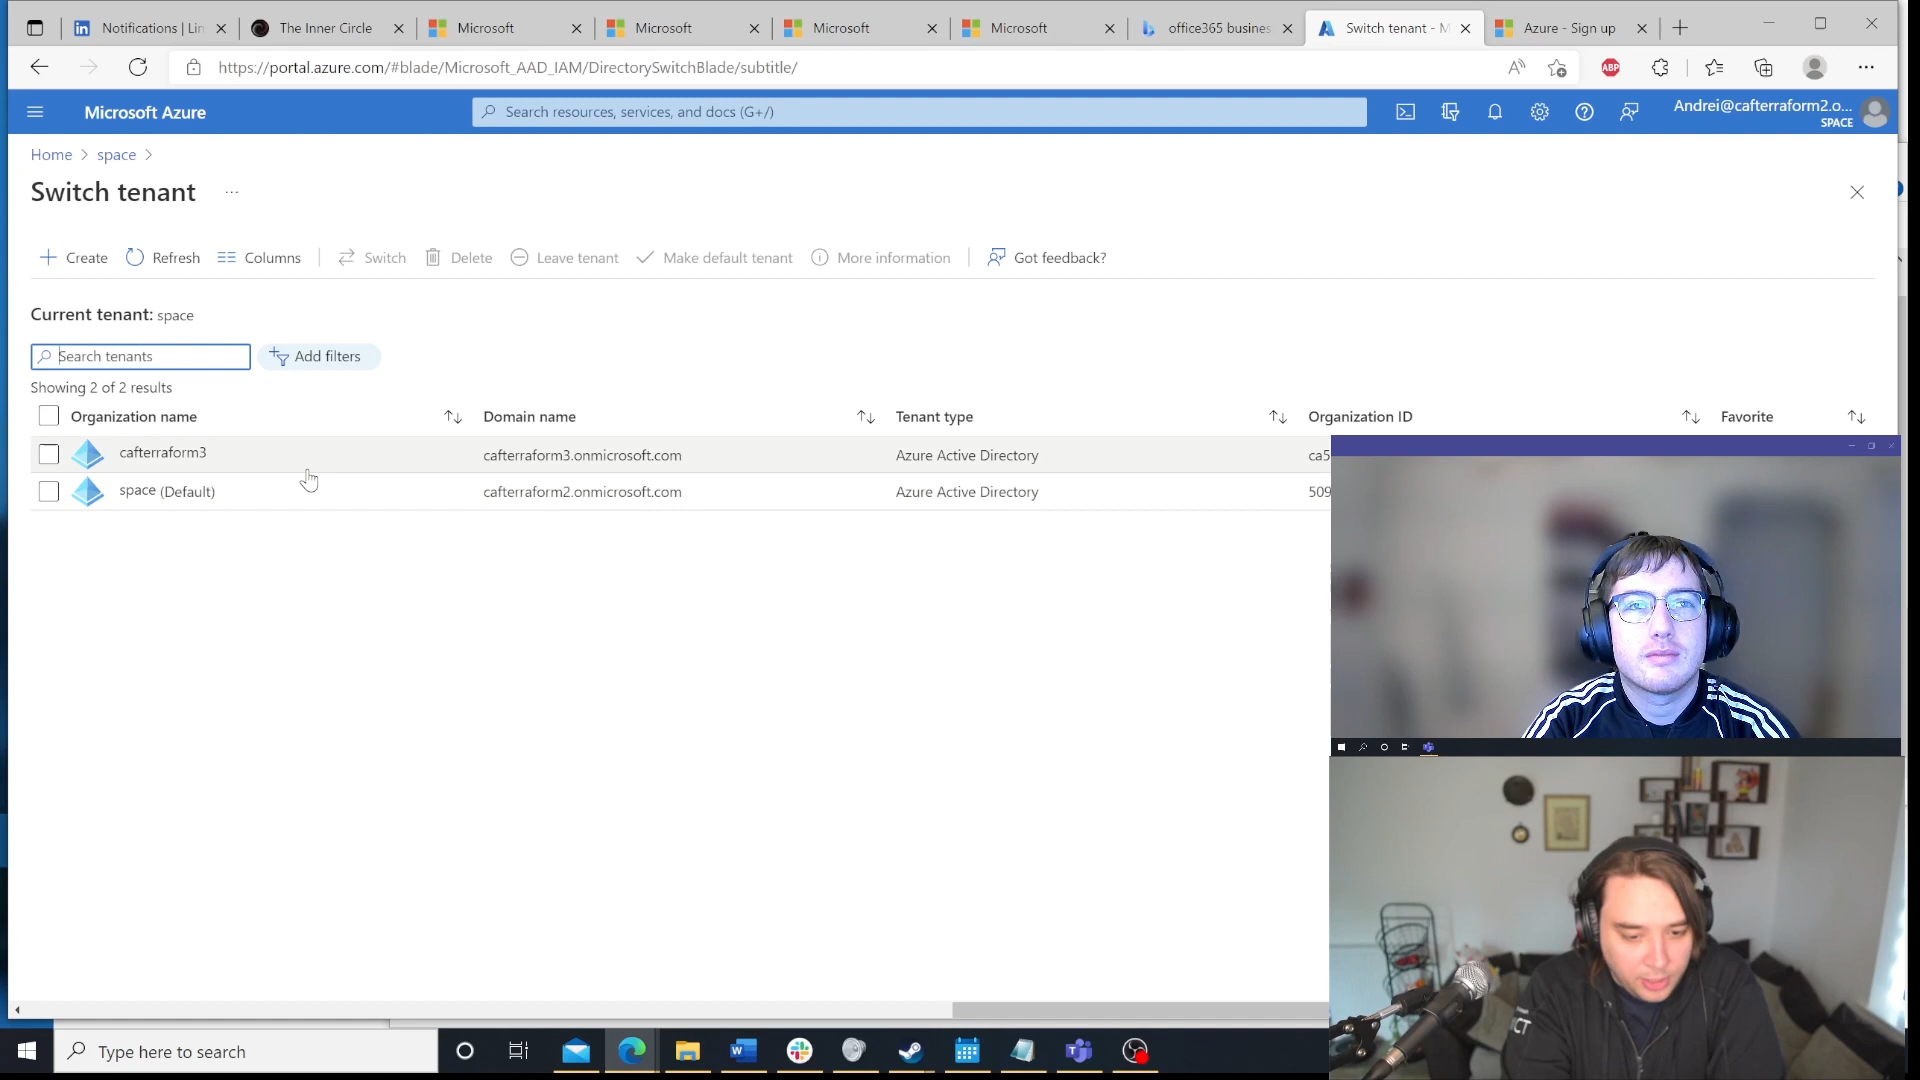 Notifications | Lin
The Inner Circle
Microsoft
Microsoft
Microsoft
Microsoft
office365 busines
Switch tenant - M
Azure - Sign up
https://portal.azure.com/#blade/Microsoft_AAD_IAM/DirectorySwitchBlade/subtitle/
ABP
Microsoft Azure
Search resources, services, and docs (G+/)
Andrei@cafterraform2.o...
SPACE
Home > space >
Switch tenant ...
Create Refresh Columns Switch Delete Leave tenant Make default tenant More information Got feedback?
Current tenant: space
Search tenants
Add filters
Showing 2 of 2 results
Organization name Domain name Tenant type Organization ID Favorite
cafterraform3 cafterraform3.onmicrosoft.com Azure Active Directory ca5
space (Default) cafterraform2.onmicrosoft.com Azure Active Directory 509
Type here to search